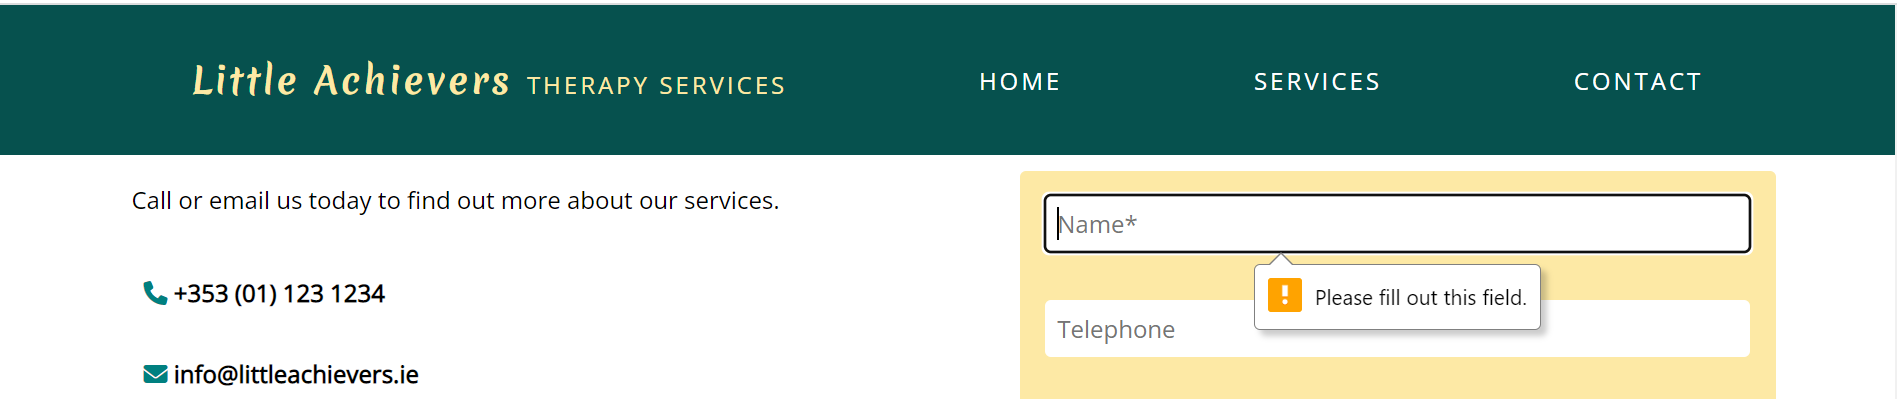 Little Achievers THERAPY SERVICES
HOME
SERVICES
CONTACT
Call or email us today to find out more about our services.
+353 (01) 123 1234
info@littleachievers.ie
Name*
Please fill out this field.
Telephone